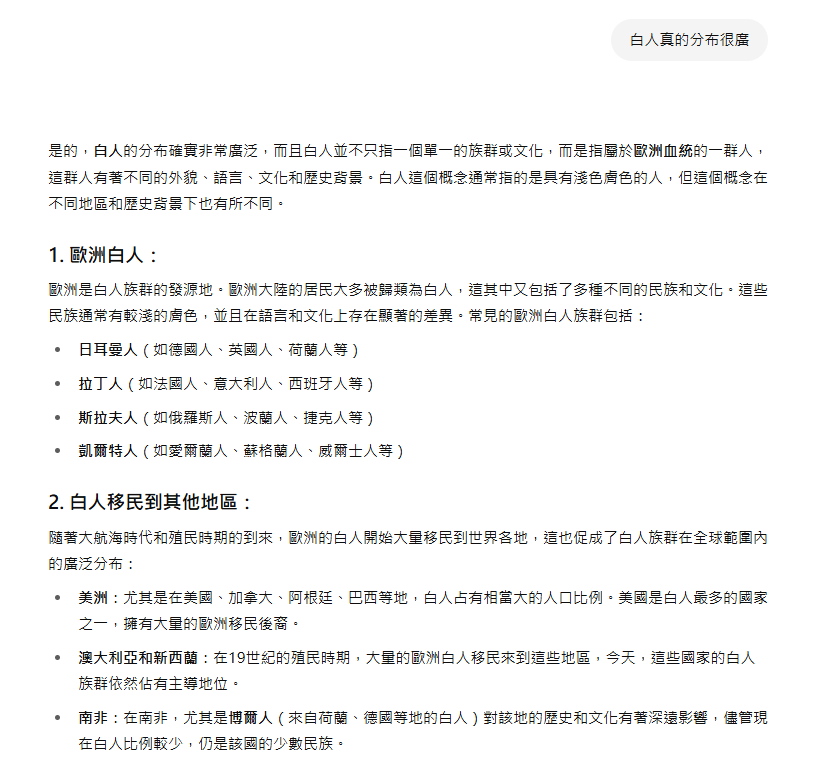 白人真的分布很廣
是的，白人的分布確實非常廣泛，而且白人並不只指一個單一的族群或文化，而是指屬於歐洲血統的一群人，
這群人有著不同的外貌、語言、文化和歷史背景。白人這個概念通常指的是具有淺色膚色的人，但這個概念在
不同地區和歷史背景下也有所不同。
1. 歐洲白人：
歐洲是白人族群的發源地。歐洲大陸的居民大多被歸類為白人，這其中又包括了多種不同的民族和文化。這些
民族通常有較淺的膚色，並且在語言和文化上存在顯著的差異。常見的歐洲白人族群包括：
• 日耳曼人（如德國人、英國人、荷蘭人等）
• 拉丁人（如法國人、意大利人、西班牙人等）
• 斯拉夫人（如俄羅斯人、波蘭人、捷克人等）
• 凱爾特人（如愛爾蘭人、蘇格蘭人、威爾士人等）
2. 白人移民到其他地區：
隨著大航海時代和殖民時期的到來，歐洲的白人開始大量移民到世界各地，這也促成了白人族群在全球範圍內
的廣泛分布：
• 美洲：尤其是在美國、加拿大、阿根廷、巴西等地，白人占有相當大的人口比例。美國是白人最多的國家
之一，擁有大量的歐洲移民後裔。
• 澳大利亞和新西蘭：在19世紀的殖民時期，大量的歐洲白人移民來到這些地區，今天，這些國家的白人
族群依然佔有主導地位。
• 南非：在南非，尤其是博爾人（來自荷蘭、德國等地的白人）對該地的歷史和文化有著深遠影響，儘管現
在白人比例較少，仍是該國的少數民族。